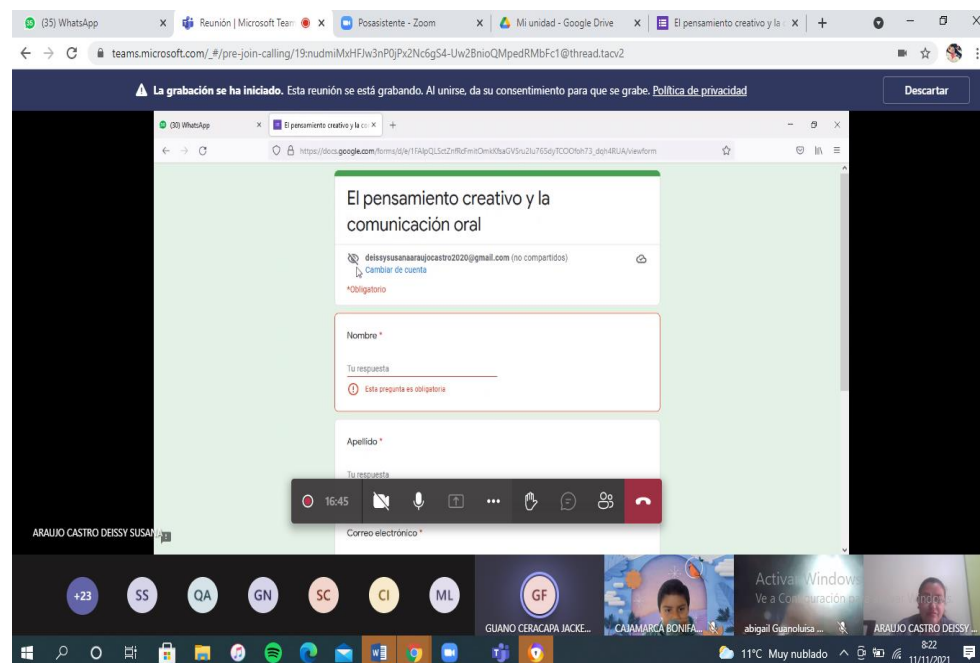 (35) WhatsApp
Reunión | Microsoft Team
Posasistente - Zoom
Mi unidad - Google Drive
El pensamiento creativo y la
teams.microsoft.com/_#/pre-join-calling/19:nudmiMxHFJw3nP0jPx2Nc6gS4-Uw2BnioQMpedRMbFc1@thread.tacv2
La grabación se ha iniciado. Esta reunión se está grabando. Al unirse, da su consentimiento para que se grabe. Política de privacidad
Descartar
(30) WhatsApp
El pensamiento creativo y la co
El pensamiento creativo y la
comunicación oral
deissysusanaaraujocastro2020@gmail.com (no compartidos)
Cambiar de cuenta
*Obligatorio
Nombre *
Tu respuesta
Esta pregunta es obligatoria
Apellido *
Tu respuesta
16:45
Correo electrónico *
ARAUJO CASTRO DEISSY SUSANA
+23
SS
QA
GN
SC
CI
ML
GF
GUANO CERACAPA JACKE...
CAJAMARCA BONIFA...
abigail Guanoluisa ...
ARAUJO CASTRO DEISSY ...
Activar Windows
11°C Muy nublado
8:22
11/11/2021